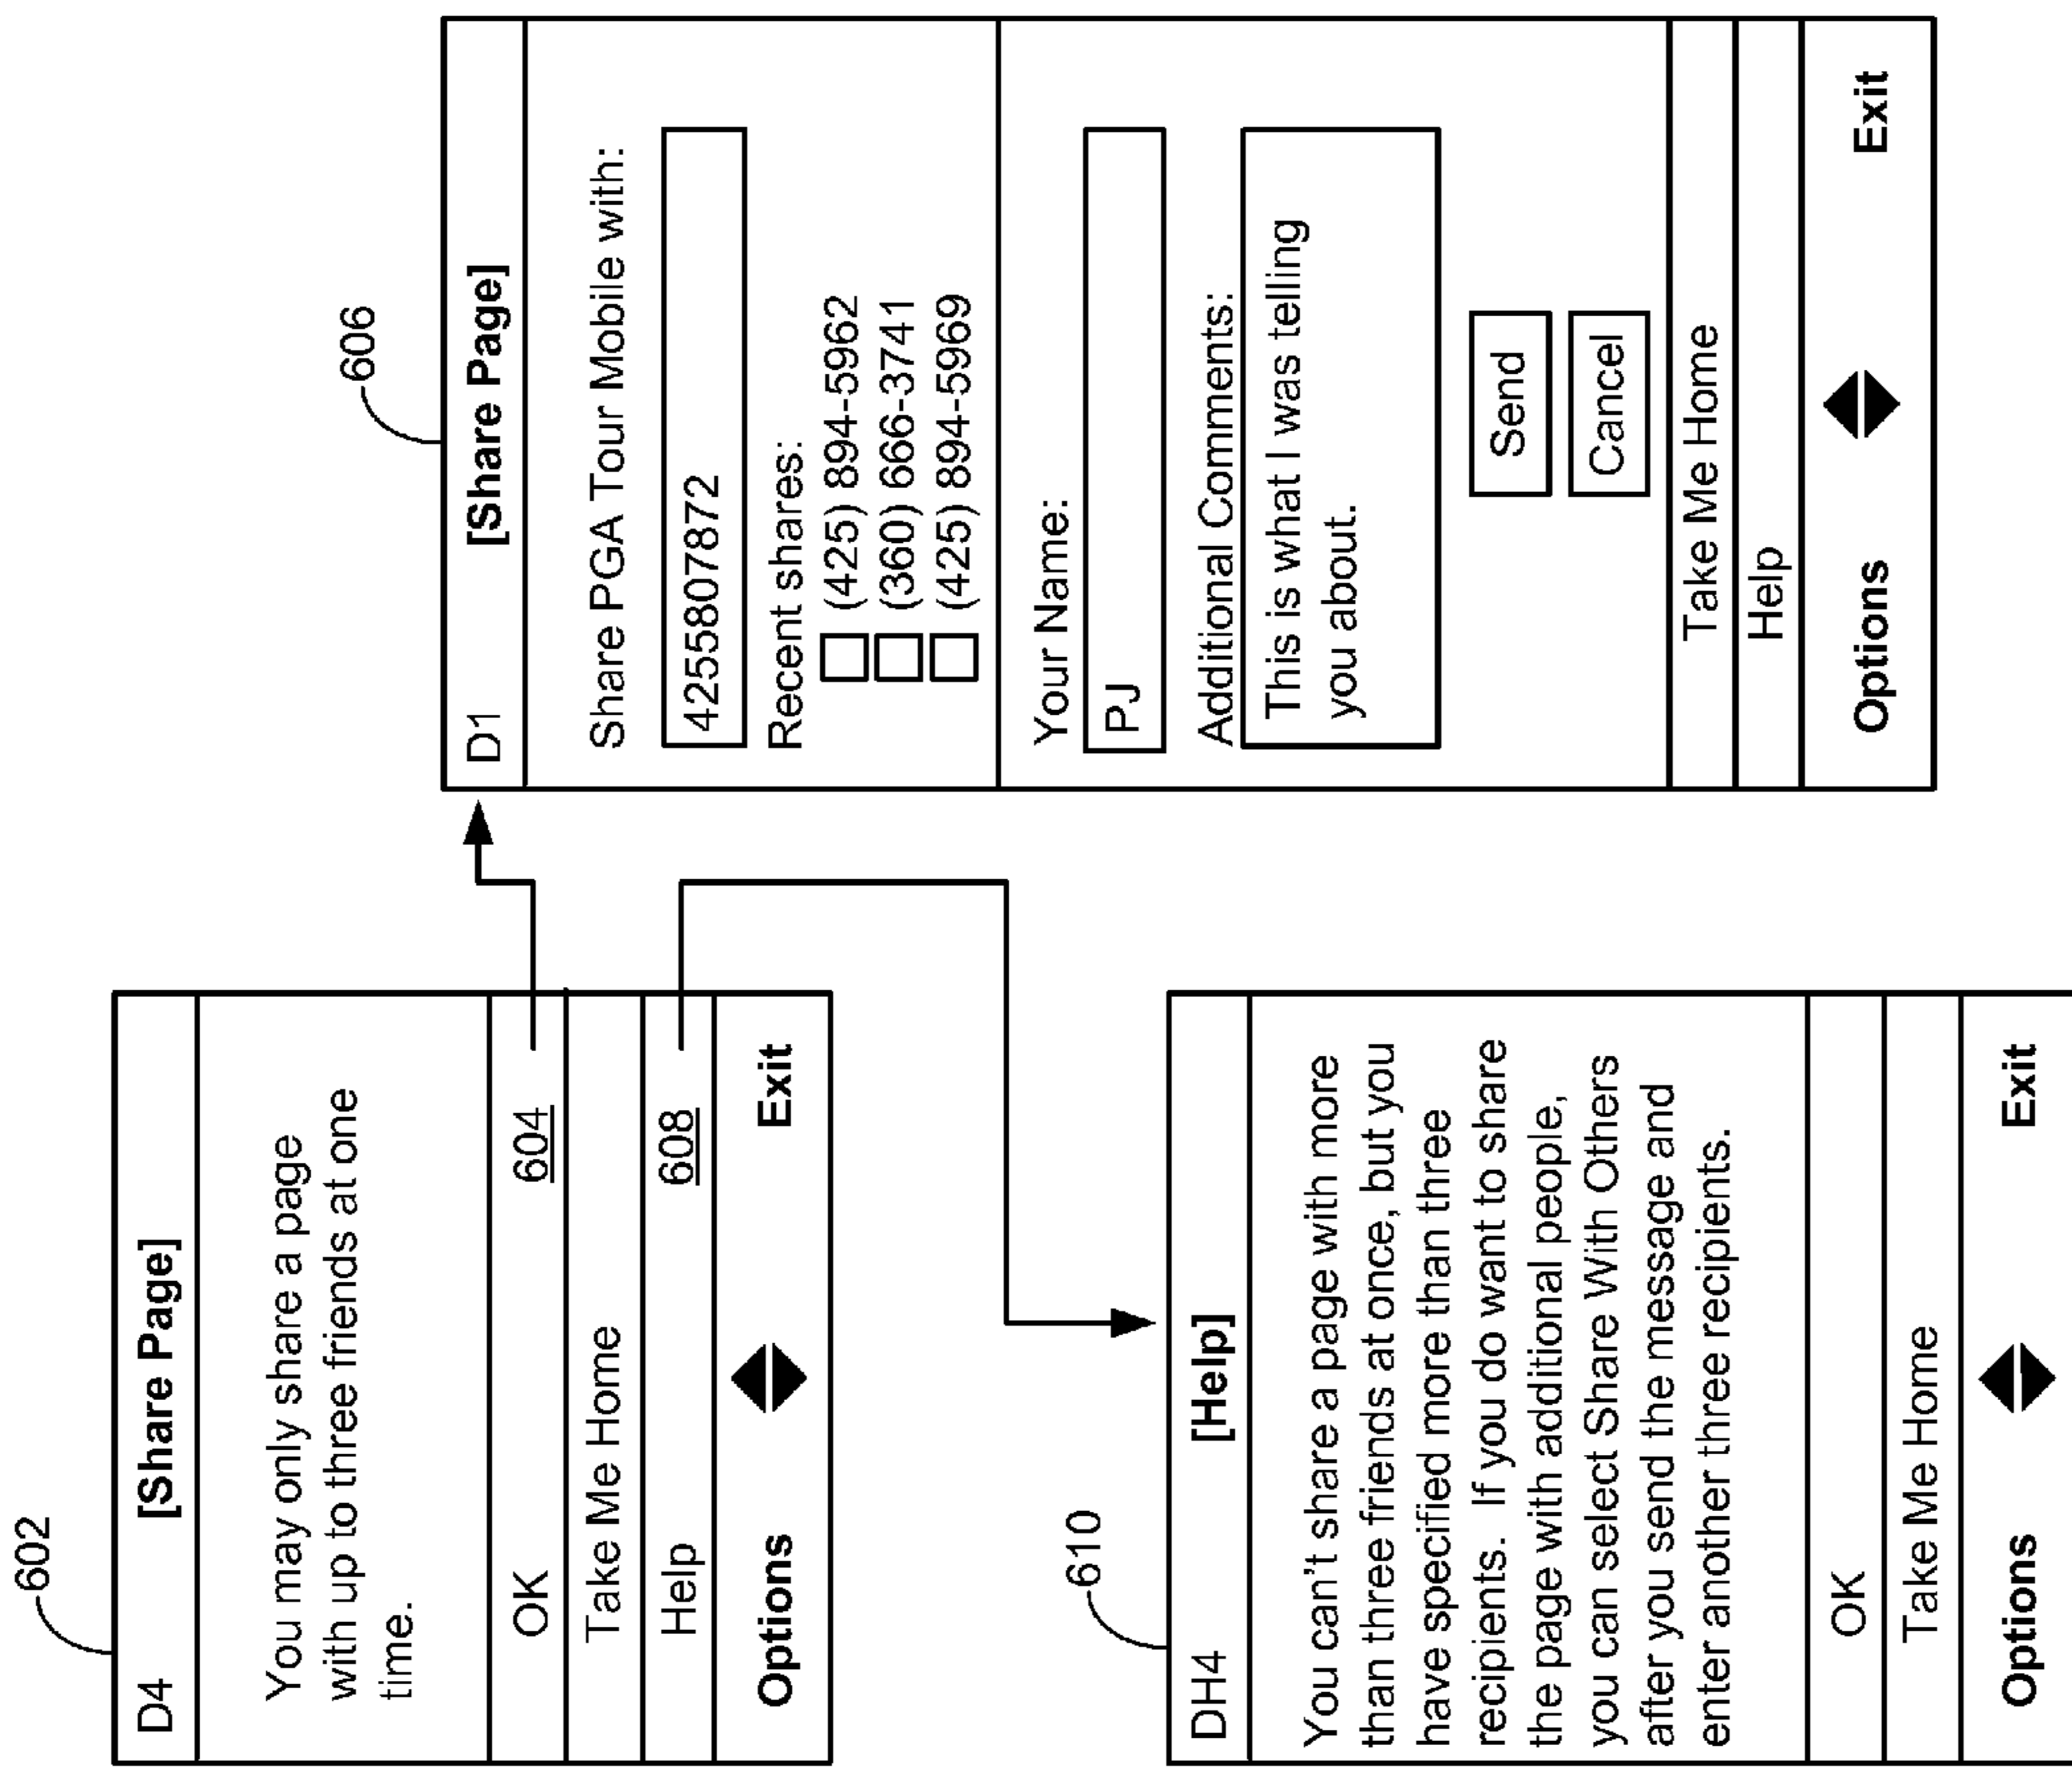 602
D4 [Share Page]
You may only share a page
with up to three friends at one
time.
OK 604
Take Me Home
Help 608
Options Exit
606
D1 [Share Page]
Share PGA Tour Mobile with:
4255807872
Recent shares:
(425) 894-5962
(360) 666-3741
(425) 894-5969
Your Name:
PJ
Additional Comments:
This is what I was telling
you about.
Send
Cancel
Take Me Home
Help
Options Exit
610
DH4 [Help]
You can't share a page with more
than three friends at once, but you
have specified more than three
recipients. If you do want to share
the page with additional people,
you can select Share With Others
after you send the message and
enter another three recipients.
OK
Take Me Home
Options Exit